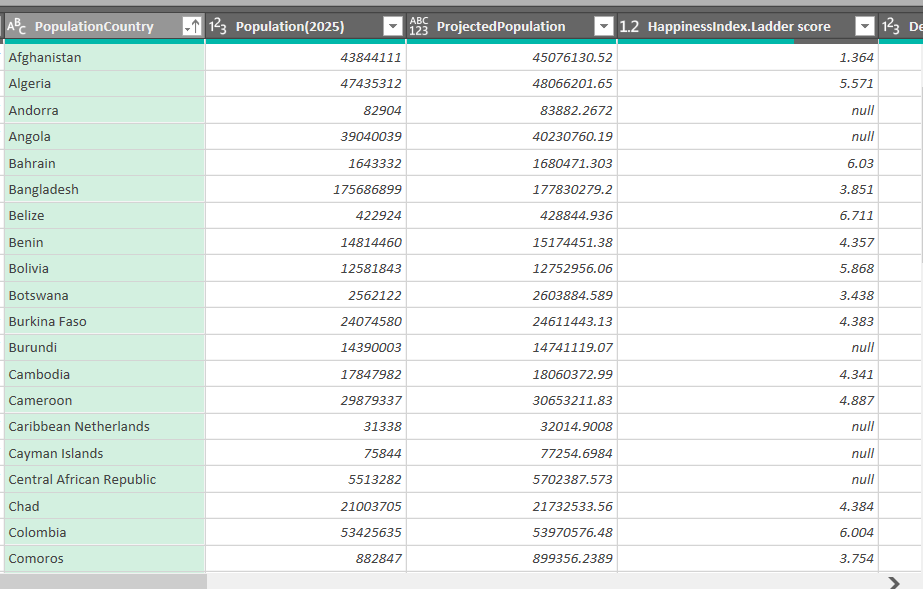 ABC PopulationCountry 123 Population(2025) ABC123 ProjectedPopulation 1.2 HappinessIndex.Ladder score 123 De
Afghanistan 43844111 45076130.52 1.364
Algeria 47435312 48066201.65 5.571
Andorra 82904 83882.2672 null
Angola 39040039 40230760.19 null
Bahrain 1643332 1680471.303 6.03
Bangladesh 175686899 177830279.2 3.851
Belize 422924 428844.936 6.711
Benin 14814460 15174451.38 4.357
Bolivia 12581843 12752956.06 5.868
Botswana 2562122 2603884.589 3.438
Burkina Faso 24074580 24611443.13 4.383
Burundi 14390003 14741119.07 null
Cambodia 17847982 18060372.99 4.341
Cameroon 29879337 30653211.83 4.887
Caribbean Netherlands 31338 32014.9008 null
Cayman Islands 75844 77254.6984 null
Central African Republic 5513282 5702387.573 null
Chad 21003705 21732533.56 4.384
Colombia 53425635 53970576.48 6.004
Comoros 882847 899356.2389 3.754